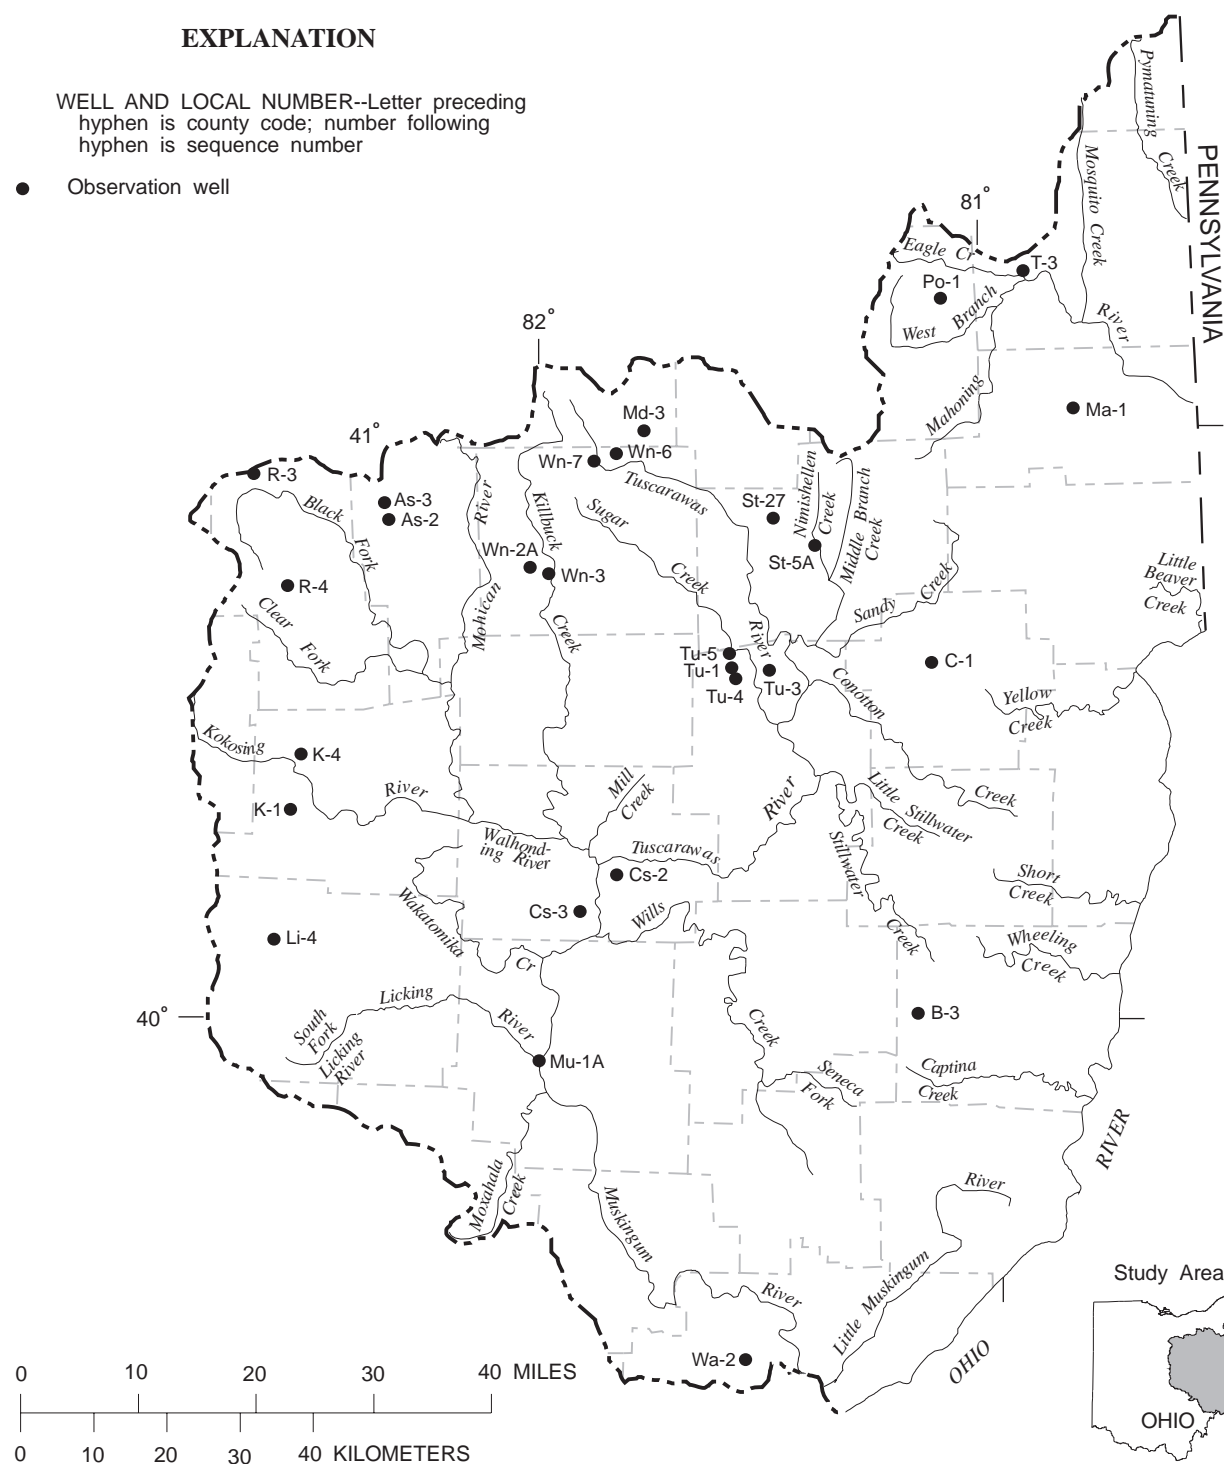 EXPLANATION
WELL AND LOCAL NUMBER--Letter preceding
hyphen is county code; number following
hyphen is sequence number
Observation well
Pymatuning
Creek
PENNSYLVANIA
Mosquito Creek
81°
Eagle Cr
T-3
Po-1
West Branch
River
82°
Mahoning
Ma-1
Md-3
41°
Wn-6
Wn-7
R-3
Tuscarawas
As-3
As-2
Black
Fork
River
Killbuck
Sugar
St-27
Nimishellen
Creek
Middle Branch
Creek
St-5A
Wn-2A
Wn-3
Creek
Creek
Little
Beaver
Creek
R-4
Clear
Fork
Mohican
Creek
River
Sandy
Tu-5
Tu-1
Tu-4
Tu-3
C-1
Conotton
Yellow
Creek
Kokosing
K-4
River
K-1
Mill
Creek
River
Little Stillwater
Creek
Creek
Walhond-
ing River
Tuscarawas
Stillwater
Creek
Short
Creek
Cs-2
Cs-3
Wills
Wakatomika
Cr
Li-4
Wheeling
Creek
Licking
River
South
Fork
Licking
River
40°
B-3
Creek
Mu-1A
Seneca
Fork
Captina
Creek
RIVER
Moxahala
Creek
Muskingum
River
River
Little Muskingum
OHIO
Wa-2
Study Area
OHIO
0 10 20 30 40 MILES
0 10 20 30 40 KILOMETERS